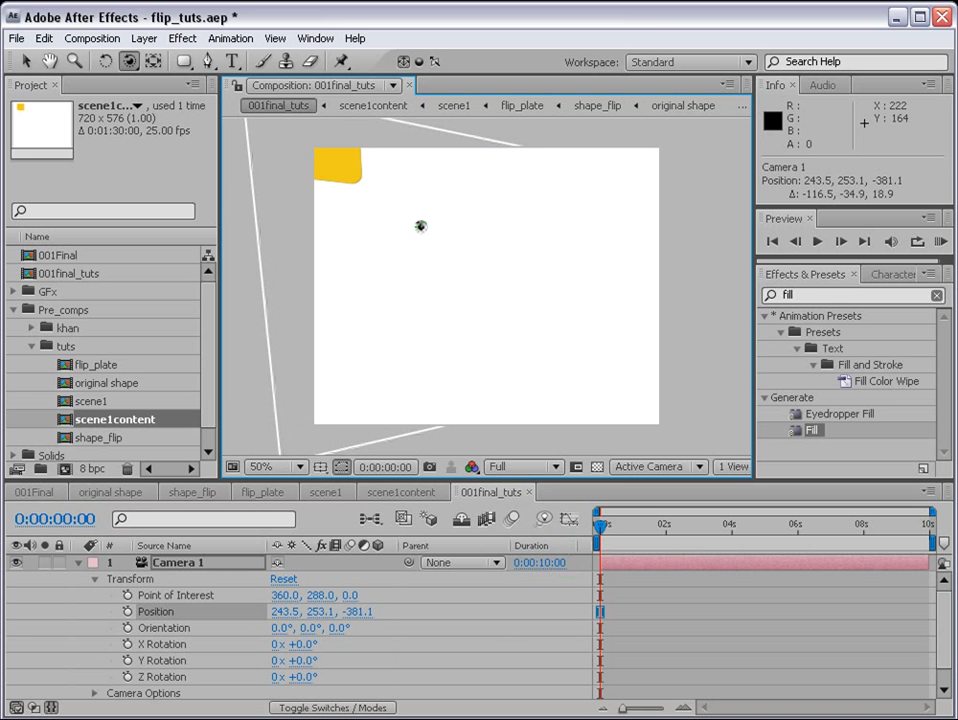 Adobe After Effects - flip_tuts.aep *
File Edit Composition Layer Effect Animation View Window Help
Workspace: Standard Search Help
Project
scene1c... , used 1 time
720 x 576 (1.00)
Δ 0:01:30:00, 25.00 fps
Name
001Final
001final_tuts
GFx
Pre_comps
khan
tuts
flip_plate
original shape
scene1
scene1content
shape_flip
Solids
8 bpc
Composition: 001final_tuts
001final_tuts scene1content scene1 flip_plate shape_flip original shape ...
50% 0:00:00:00 Full Active Camera 1 View
Info Audio
R: X: 222
G: Y: 164
B:
A: 0
Camera 1
Position: 243.5, 253.1, -381.1
Δ: -116.5, -34.9, 18.9
Preview
Effects & Presets Character
fill
* Animation Presets
Presets
Text
Fill and Stroke
Fill Color Wipe
Generate
Eyedropper Fill
Fill
001Final original shape shape_flip flip_plate scene1 scene1content 001final_tuts
0:00:00:00 02s 04s 06s 08s 10s
# Source Name Parent Duration
1 Camera 1 None 0:00:10:00
Transform Reset
Point of Interest 360.0, 288.0, 0.0
Position 243.5, 253.1, -381.1
Orientation 0.0°, 0.0°, 0.0°
X Rotation 0 x +0.0°
Y Rotation 0 x +0.0°
Z Rotation 0 x +0.0°
Camera Options
Toggle Switches / Modes